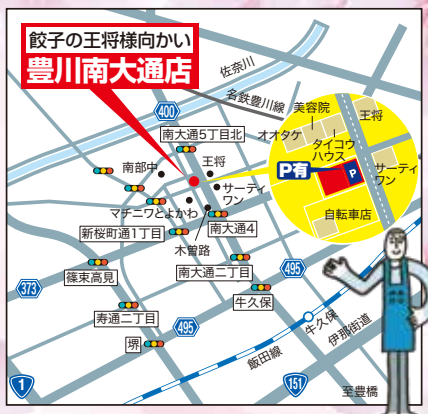 餃子の王将様向かい
豊川南大通店
佐奈川
名鉄豊川線
400
南大通5丁目北
美容院
王将
オオタケ
タイコウ
ハウス
P有
P
サーティ
ワン
自転車店
南部中
王将
サーティ
ワン
マチニワとよかわ
新桜町通1丁目
木曽路
南大通4
南大通二丁目
篠束高見
373
495
牛久保
寿通二丁目
495
堺
牛久保
伊那街道
飯田線
1
151
至豊橋